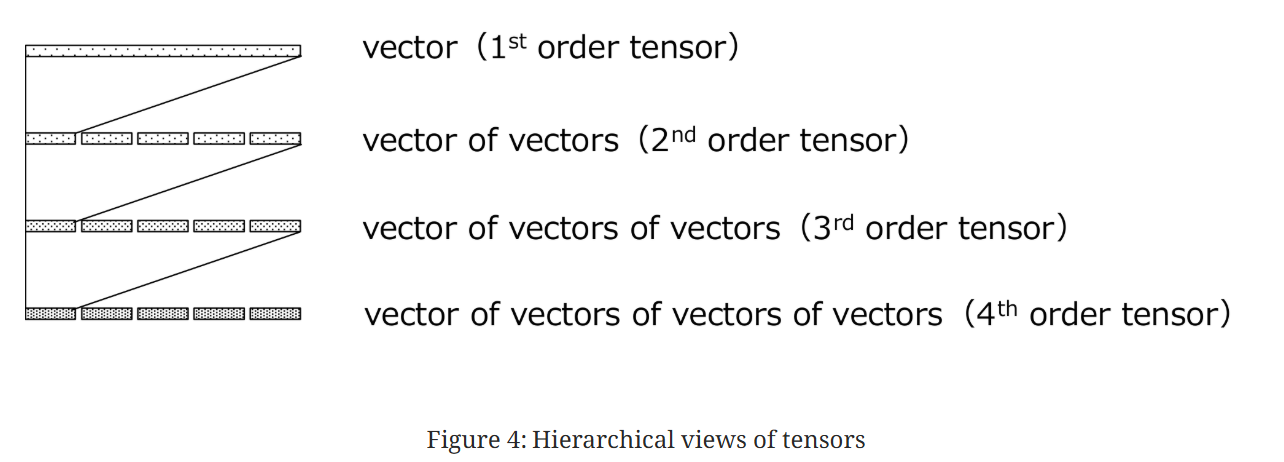 vector（1st order tensor）
vector of vectors（2nd order tensor）
vector of vectors of vectors（3rd order tensor）
vector of vectors of vectors of vectors（4th order tensor）
Figure 4: Hierarchical views of tensors